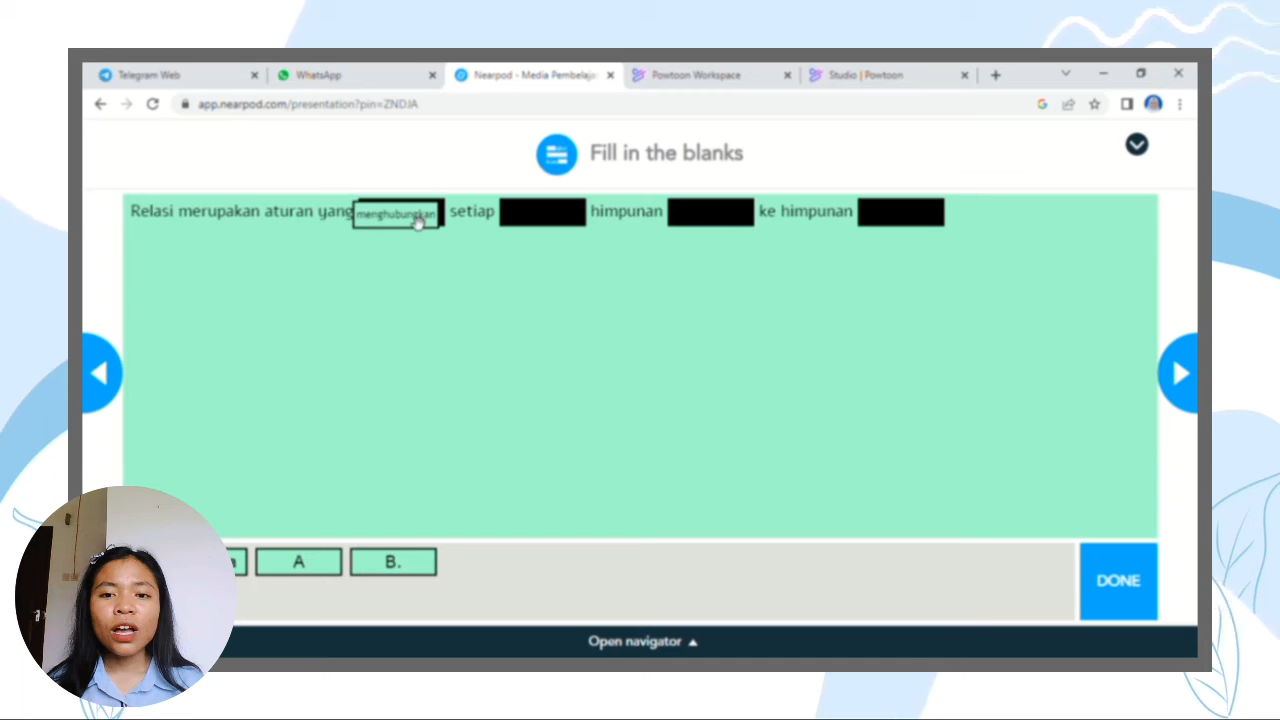 Telegram Web
WhatsApp
Nearpod - Media Pembelaja
Powtoon Workspace
Studio | Powtoon
app.nearpod.com/presentation?pin=ZNDJA
Fill in the blanks
Relasi merupakan aturan yang menghubungkan setiap himpunan ke himpunan
A
B.
DONE
Open navigator